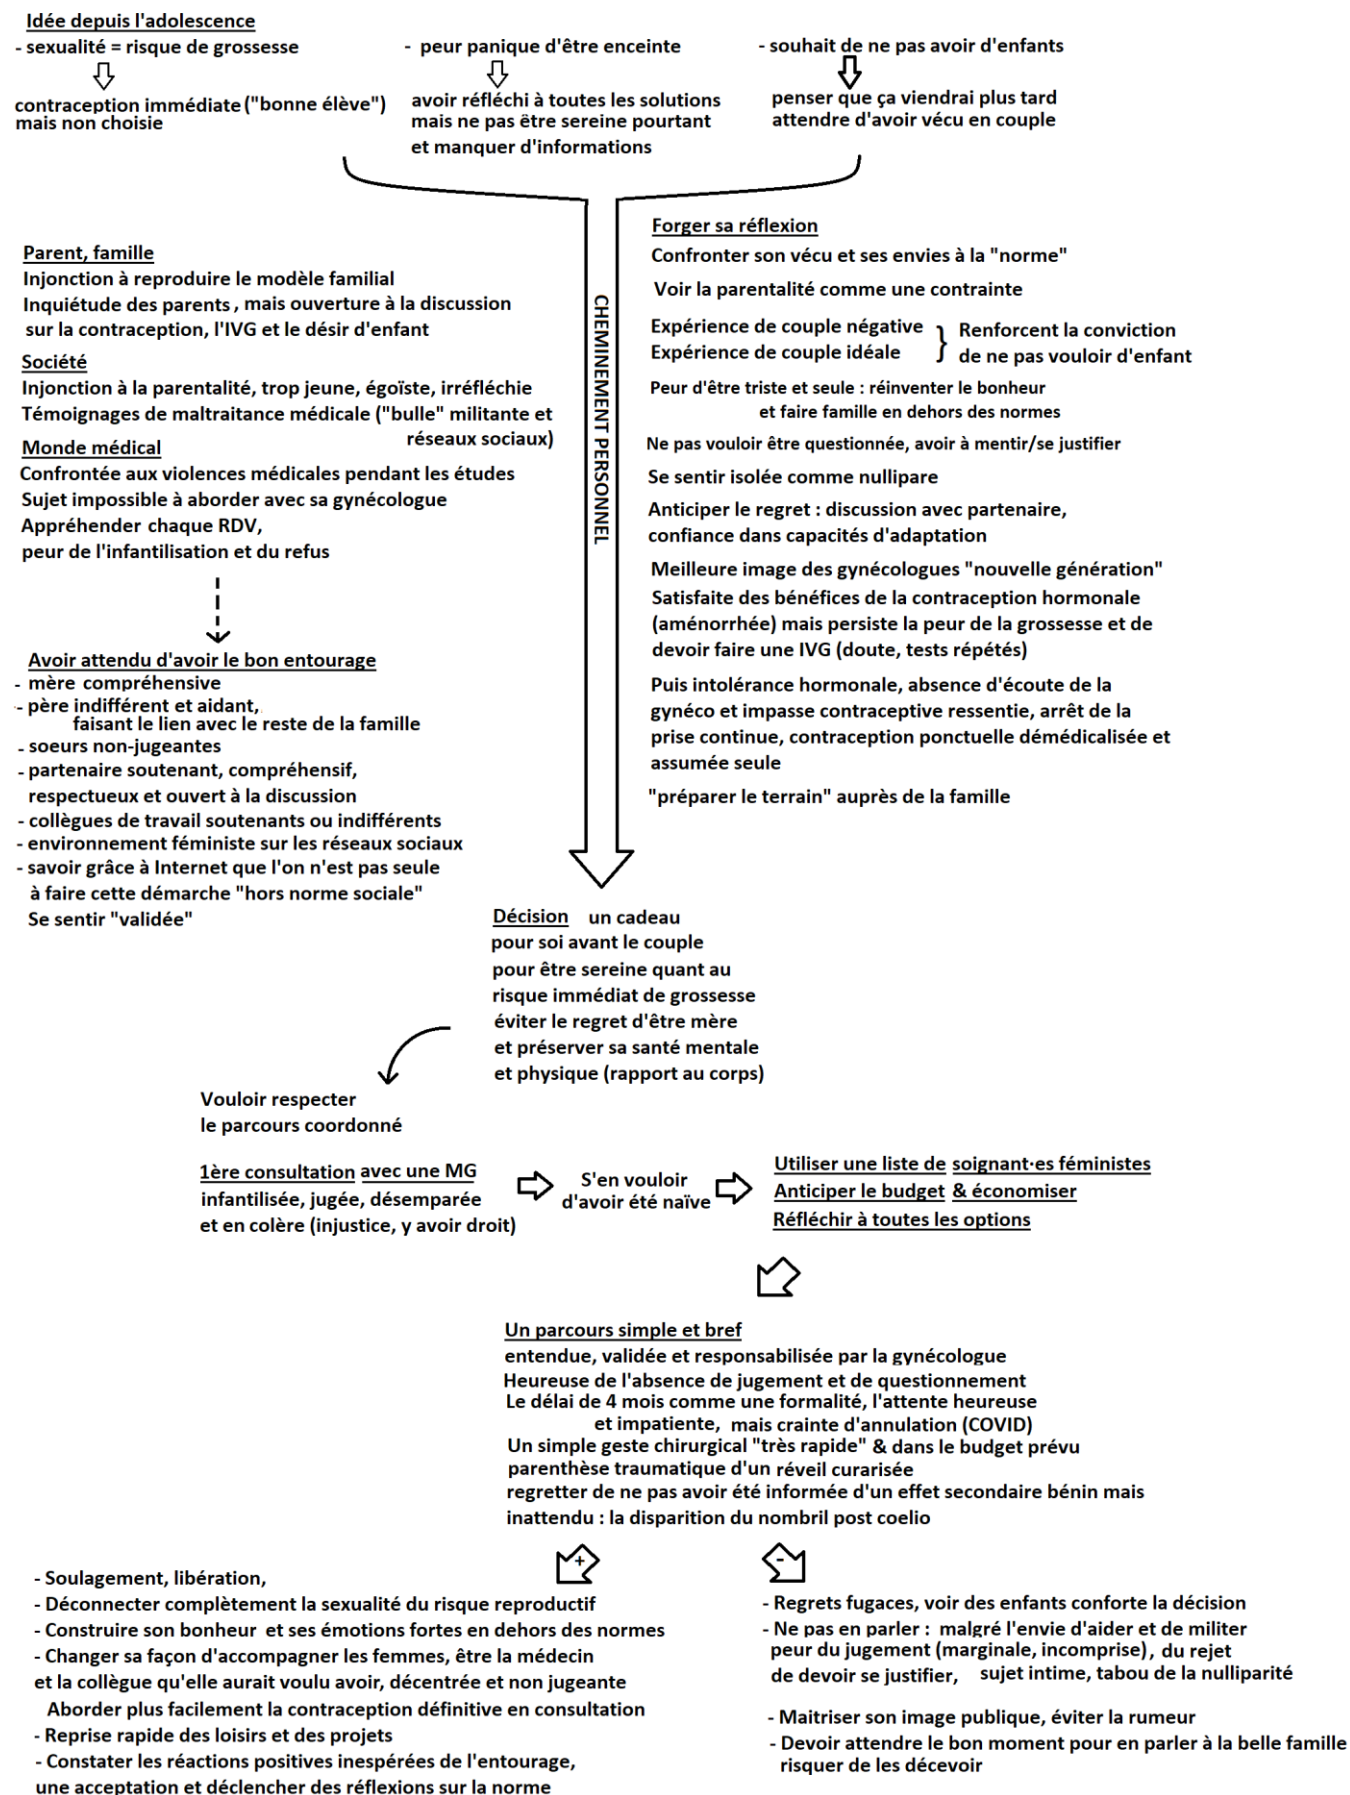 Idée depuis l'adolescence
- sexualité = risque de grossesse
contraception immédiate ("bonne élève")
mais non choisie
- peur panique d'être enceinte
avoir réfléchi à toutes les solutions
mais ne pas être sereine pourtant
et manquer d'informations
- souhait de ne pas avoir d'enfants
penser que ça viendrai plus tard
attendre d'avoir vécu en couple
CHEMINEMENT PERSONNEL
Parent, famille
Injonction à reproduire le modèle familial
Inquiétude des parents, mais ouverture à la discussion
sur la contraception, l'IVG et le désir d'enfant
Société
Injonction à la parentalité, trop jeune, égoïste, irréfléchie
Témoignages de maltraitance médicale ("bulle" militante et
réseaux sociaux)
Monde médical
Confrontée aux violences médicales pendant les études
Sujet impossible à aborder avec sa gynécologue
Appréhender chaque RDV,
peur de l'infantilisation et du refus
Avoir attendu d'avoir le bon entourage
- mère compréhensive
- père indifférent et aidant,
faisant le lien avec le reste de la famille
- soeurs non-jugeantes
- partenaire soutenant, compréhensif,
respectueux et ouvert à la discussion
- collègues de travail soutenants ou indifférents
- environnement féministe sur les réseaux sociaux
- savoir grâce à Internet que l'on n'est pas seule
à faire cette démarche "hors norme sociale"
Se sentir "validée"
Forger sa réflexion
Confronter son vécu et ses envies à la "norme"
Voir la parentalité comme une contrainte
Expérience de couple négative
Expérience de couple idéale
} Renforcent la conviction
de ne pas vouloir d'enfant
Peur d'être triste et seule : réinventer le bonheur
et faire famille en dehors des normes
Ne pas vouloir être questionnée, avoir à mentir/se justifier
Se sentir isolée comme nullipare
Anticiper le regret : discussion avec partenaire,
confiance dans capacités d'adaptation
Meilleure image des gynécologues "nouvelle génération"
Satisfaite des bénéfices de la contraception hormonale
(aménorrhée) mais persiste la peur de la grossesse et de
devoir faire une IVG (doute, tests répétés)
Puis intolérance hormonale, absence d'écoute de la
gynéco et impasse contraceptive ressentie, arrêt de la
prise continue, contraception ponctuelle démédicalisée et
assumée seule
"préparer le terrain" auprès de la famille
Décision un cadeau
pour soi avant le couple
pour être sereine quant au
risque immédiat de grossesse
éviter le regret d'être mère
et préserver sa santé mentale
et physique (rapport au corps)
Vouloir respecter
le parcours coordonné
1ère consultation avec une MG
infantilisée, jugée, désemparée
et en colère (injustice, y avoir droit)
S'en vouloir
d'avoir été naïve
Utiliser une liste de soignant·es féministes
Anticiper le budget & économiser
Réfléchir à toutes les options
Un parcours simple et bref
entendue, validée et responsabilisée par la gynécologue
Heureuse de l'absence de jugement et de questionnement
Le délai de 4 mois comme une formalité, l'attente heureuse
et impatiente, mais crainte d'annulation (COVID)
Un simple geste chirurgical "très rapide" & dans le budget prévu
parenthèse traumatique d'un réveil curarisée
regretter de ne pas avoir été informée d'un effet secondaire bénin mais
inattendu : la disparition du nombril post coelio
+
- Soulagement, libération,
- Déconnecter complètement la sexualité du risque reproductif
- Construire son bonheur et ses émotions fortes en dehors des normes
- Changer sa façon d'accompagner les femmes, être la médecin
et la collègue qu'elle aurait voulu avoir, décentrée et non jugeante
Aborder plus facilement la contraception définitive en consultation
- Reprise rapide des loisirs et des projets
- Constater les réactions positives inespérées de l'entourage,
une acceptation et déclencher des réflexions sur la norme
-
- Regrets fugaces, voir des enfants conforte la décision
- Ne pas en parler : malgré l'envie d'aider et de militer
peur du jugement (marginale, incomprise), du rejet
de devoir se justifier, sujet intime, tabou de la nulliparité
- Maitriser son image publique, éviter la rumeur
- Devoir attendre le bon moment pour en parler à la belle famille
risquer de les décevoir